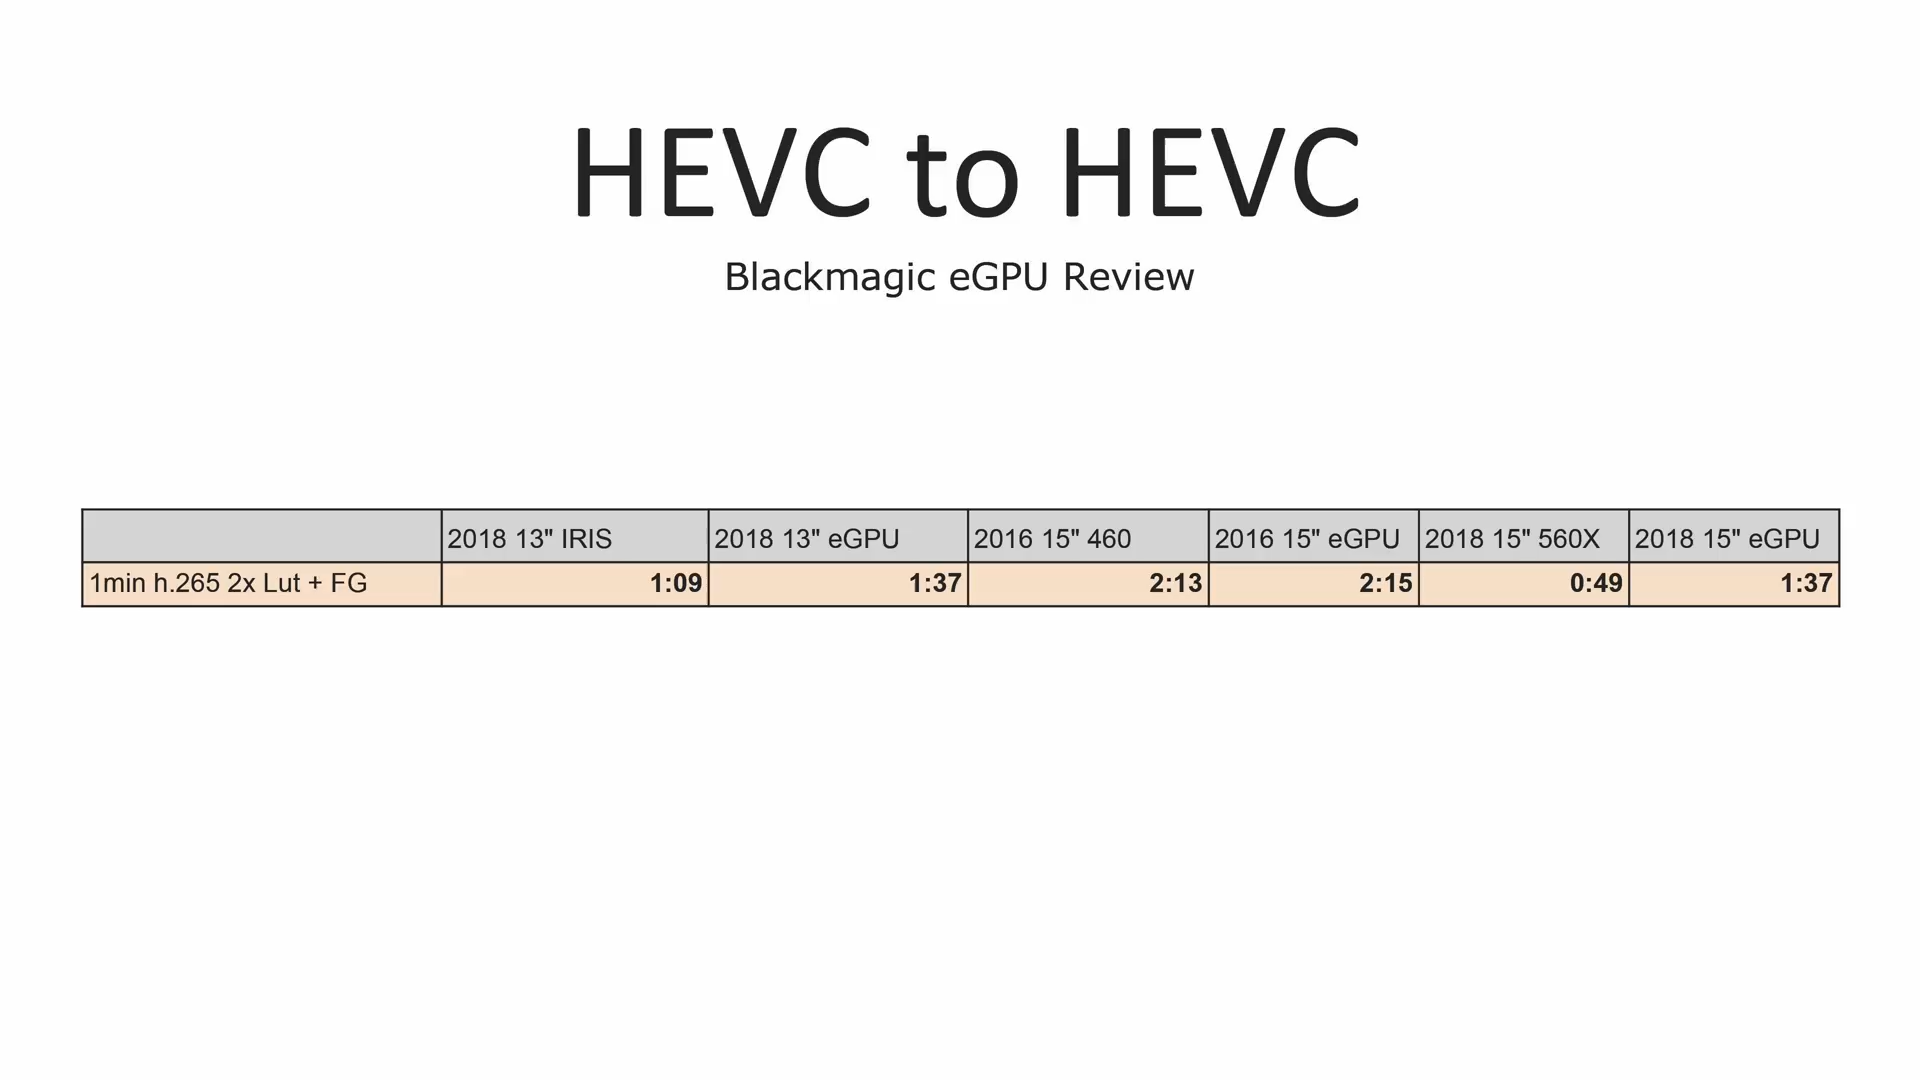 HEVC to HEVC
Blackmagic eGPU Review
2018 13" IRIS 2018 13" eGPU 2016 15" 460 2016 15" eGPU 2018 15" 560X 2018 15" eGPU
1min h.265 2x Lut + FG 1:09 1:37 2:13 2:15 0:49 1:37